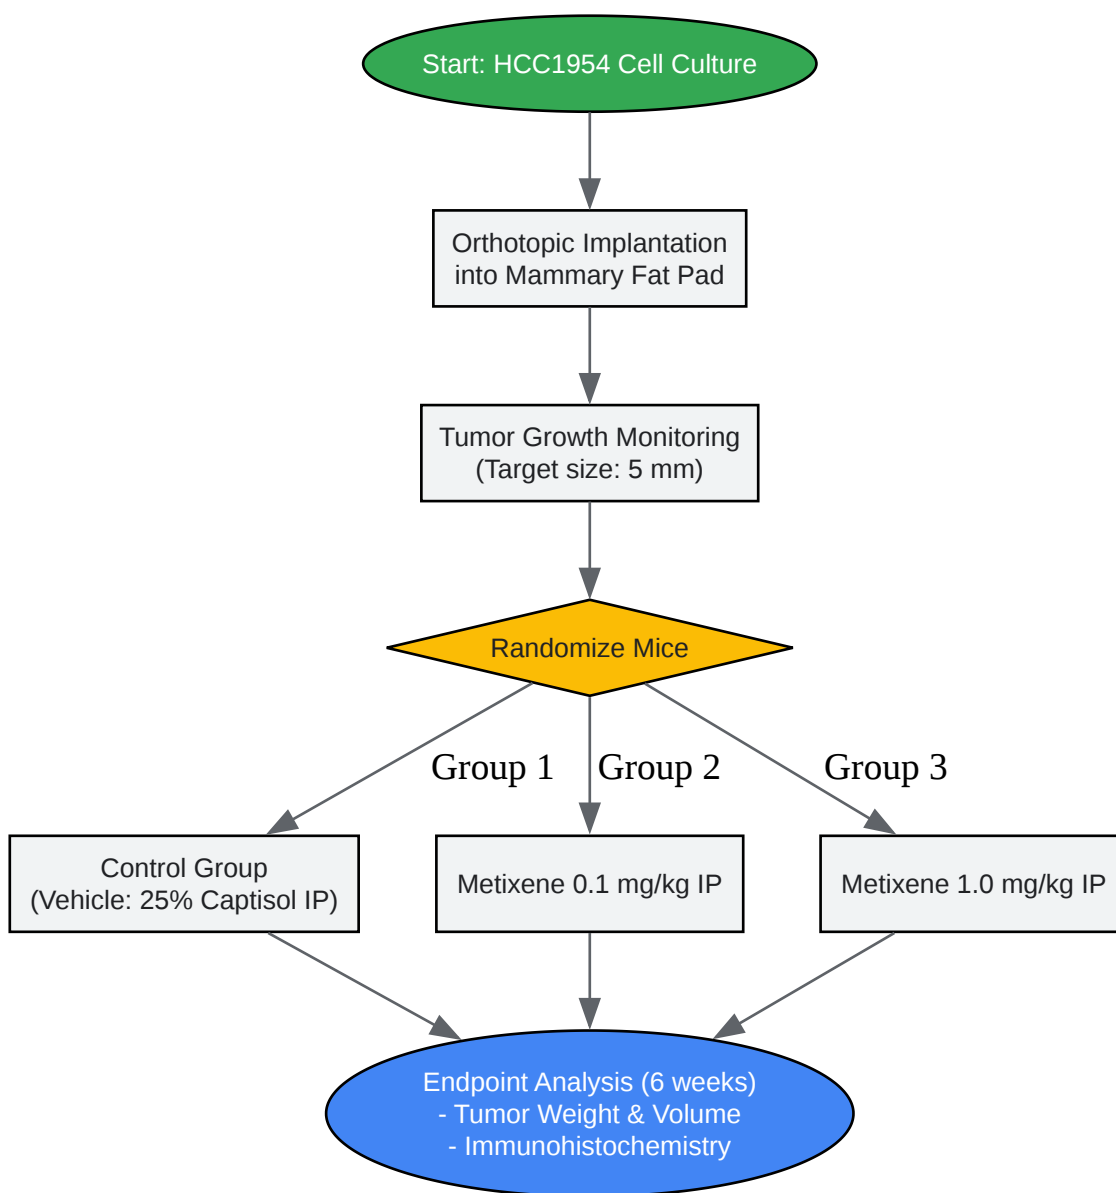 Start: HCC1954 Cell Culture
Orthotopic Implantation
into Mammary Fat Pad
Tumor Growth Monitoring
(Target size: 5 mm)
Randomize Mice
Group 1
Group 2
Group 3
Control Group
(Vehicle: 25% Captisol IP)
Metixene 0.1 mg/kg IP
Metixene 1.0 mg/kg IP
Endpoint Analysis (6 weeks)
- Tumor Weight & Volume
- Immunohistochemistry